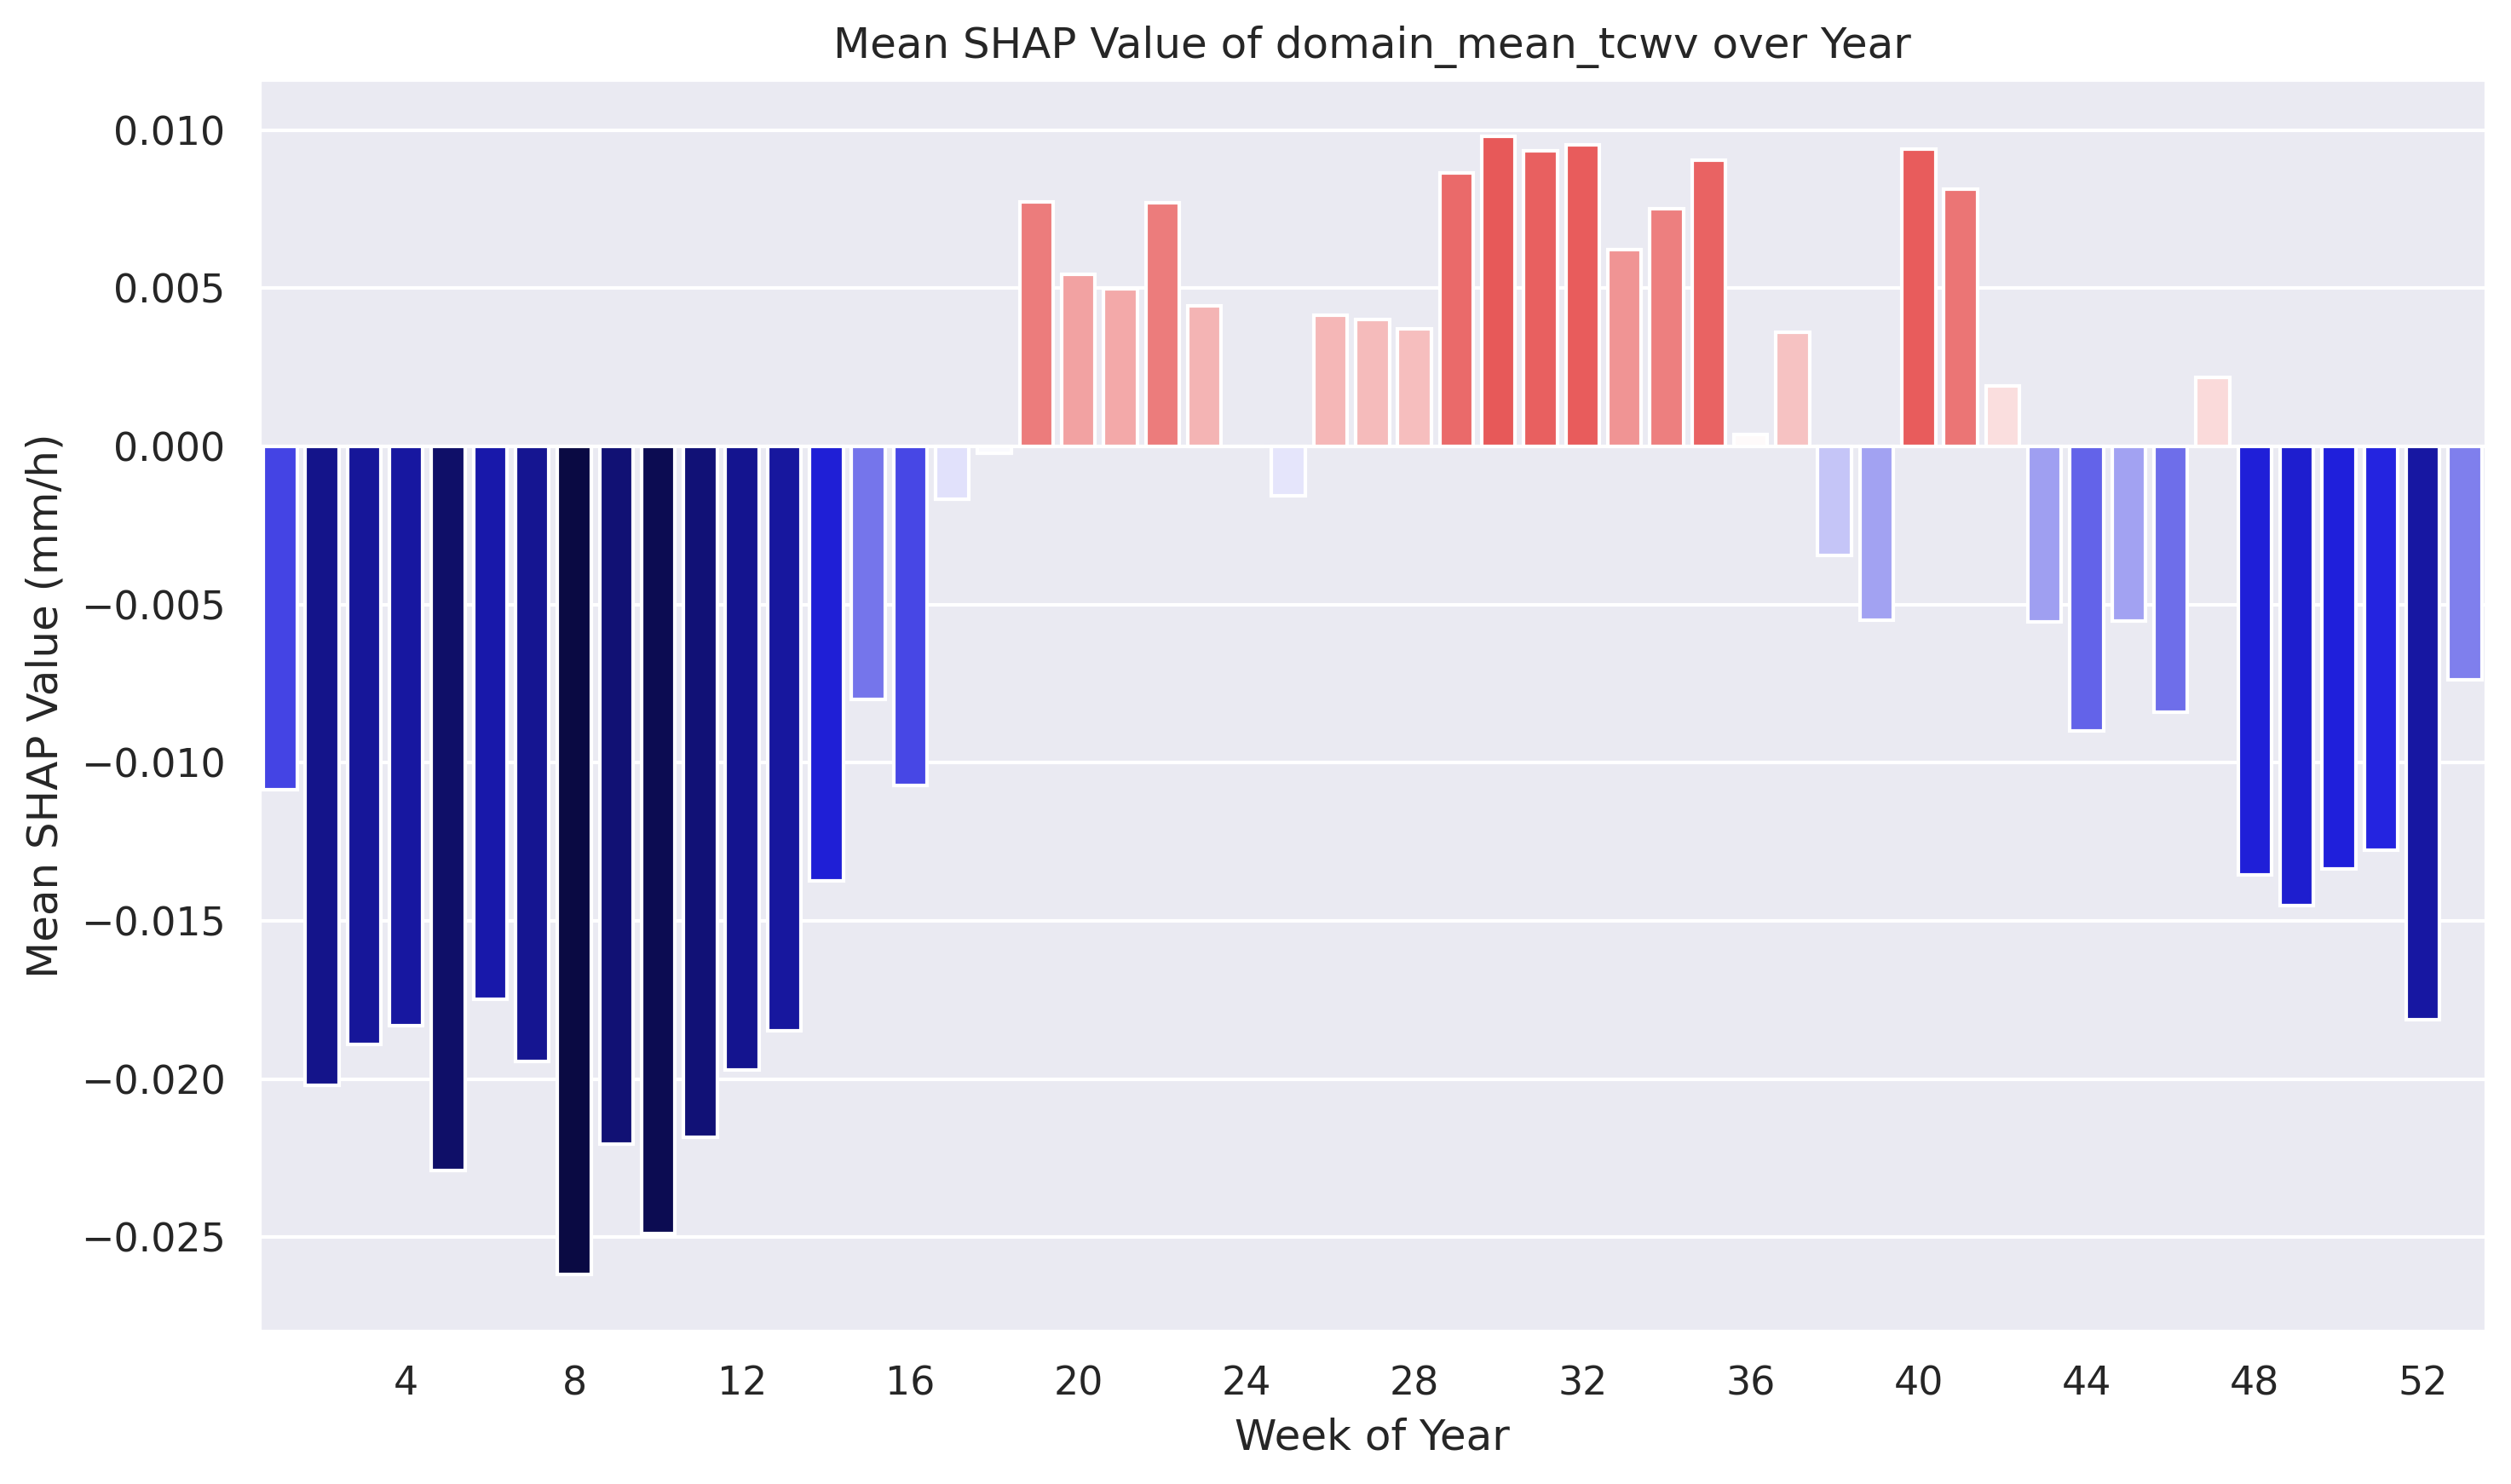 Mean SHAP Value of domain_mean_tcwv over Year
Mean SHAP Value (mm/h)
0.010
0.005
0.000
−0.005
−0.010
−0.015
−0.020
−0.025
4 8 12 16 20 24 28 32 36 40 44 48 52
Week of Year